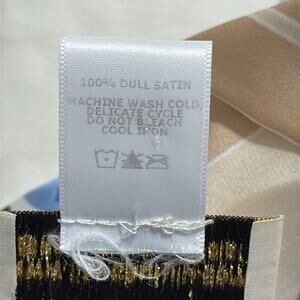 100% DULL SATIN
MACHINE WASH COLD,
DELICATE CYCLE
DO NOT BLEACH
COOL IRON